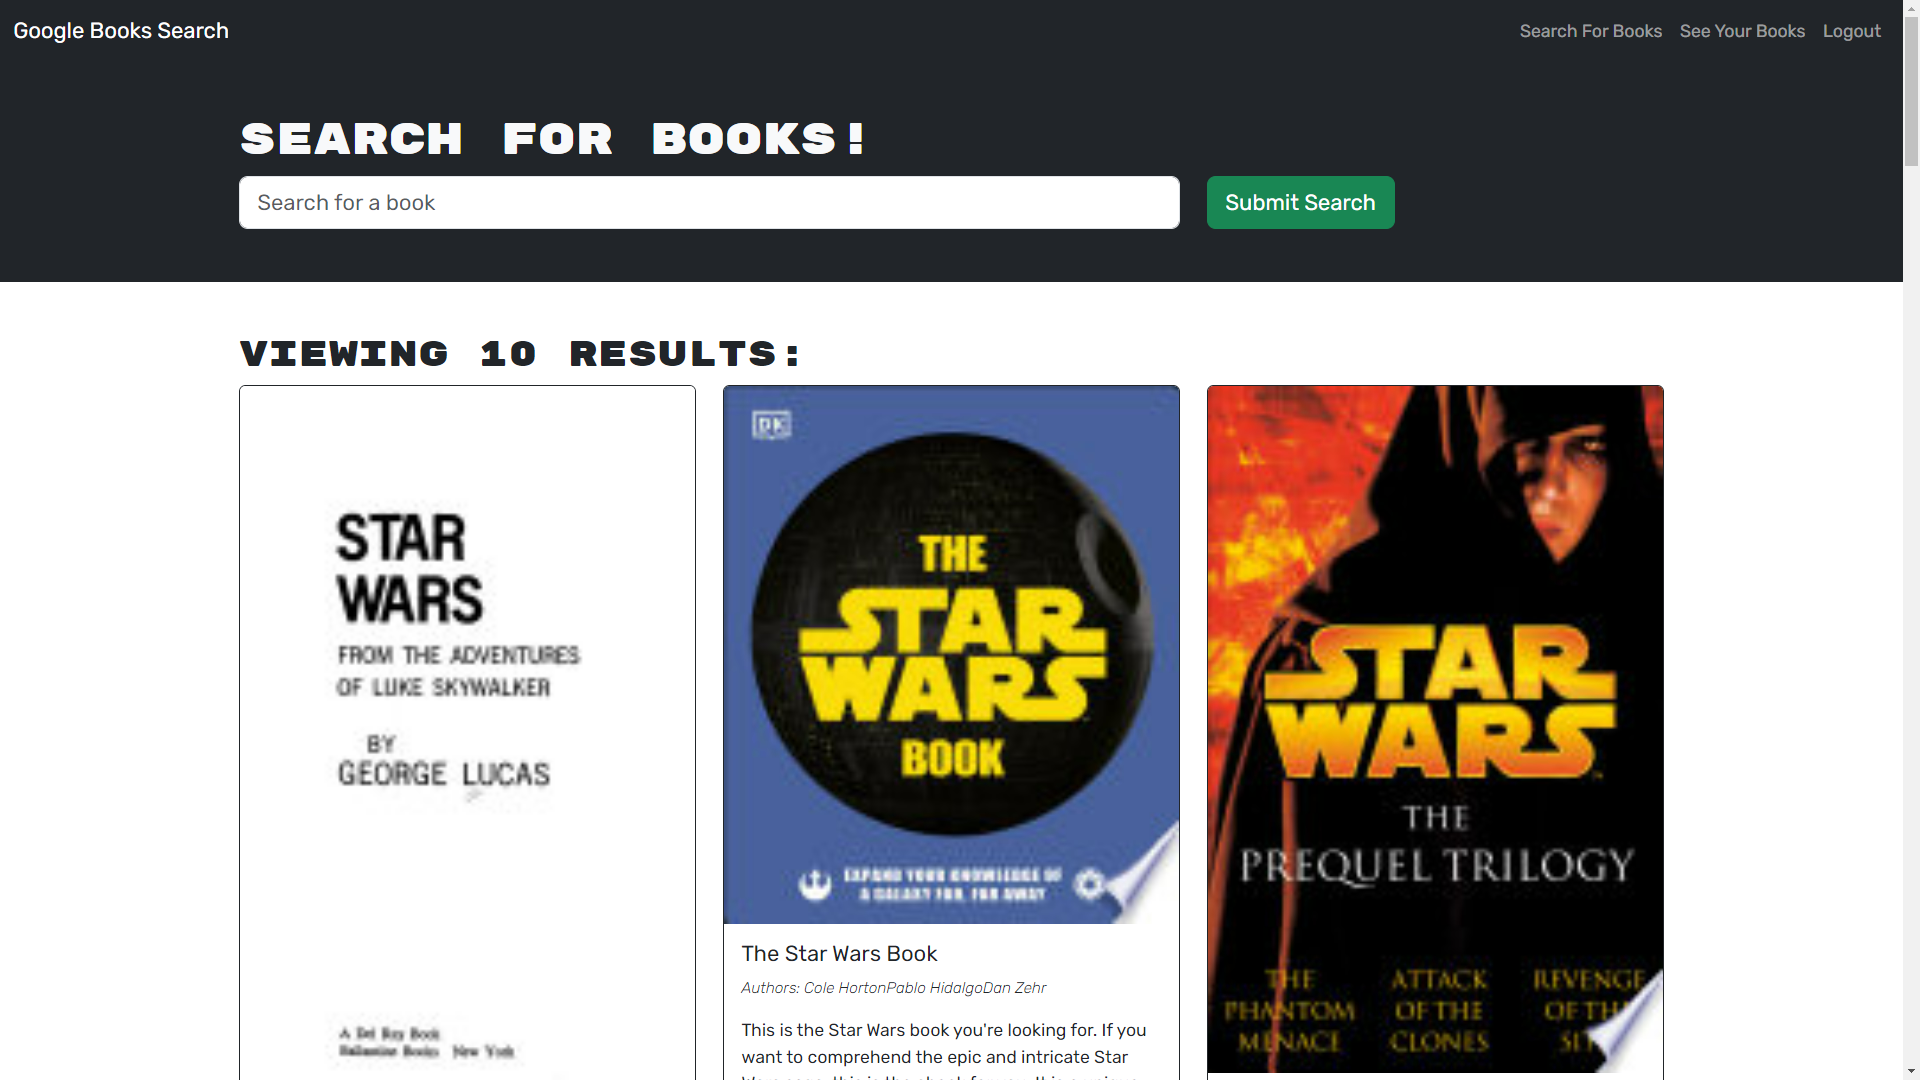 Google Books Search
Search For Books
See Your Books
Logout
SEARCH FOR BOOKS!
Search for a book
Submit Search
VIEWING 10 RESULTS:
STAR
WARS
FROM THE ADVENTURES
OF LUKE SKYWALKER
BY
GEORGE LUCAS
A Del Rey Book
Ballantine Books New York
DK
THE
STAR
WARS
BOOK
EXPAND YOUR KNOWLEDGE OF
A GALAXY FAR, FAR AWAY
The Star Wars Book
Authors: Cole HortonPablo HidalgoDan Zehr
This is the Star Wars book you're looking for. If you
want to comprehend the epic and intricate Star
STAR
WARS
THE
PREQUEL TRILOGY
THE
PHANTOM
MENACE
ATTACK
OF THE
CLONES
REVENGE
OF TH
SIT